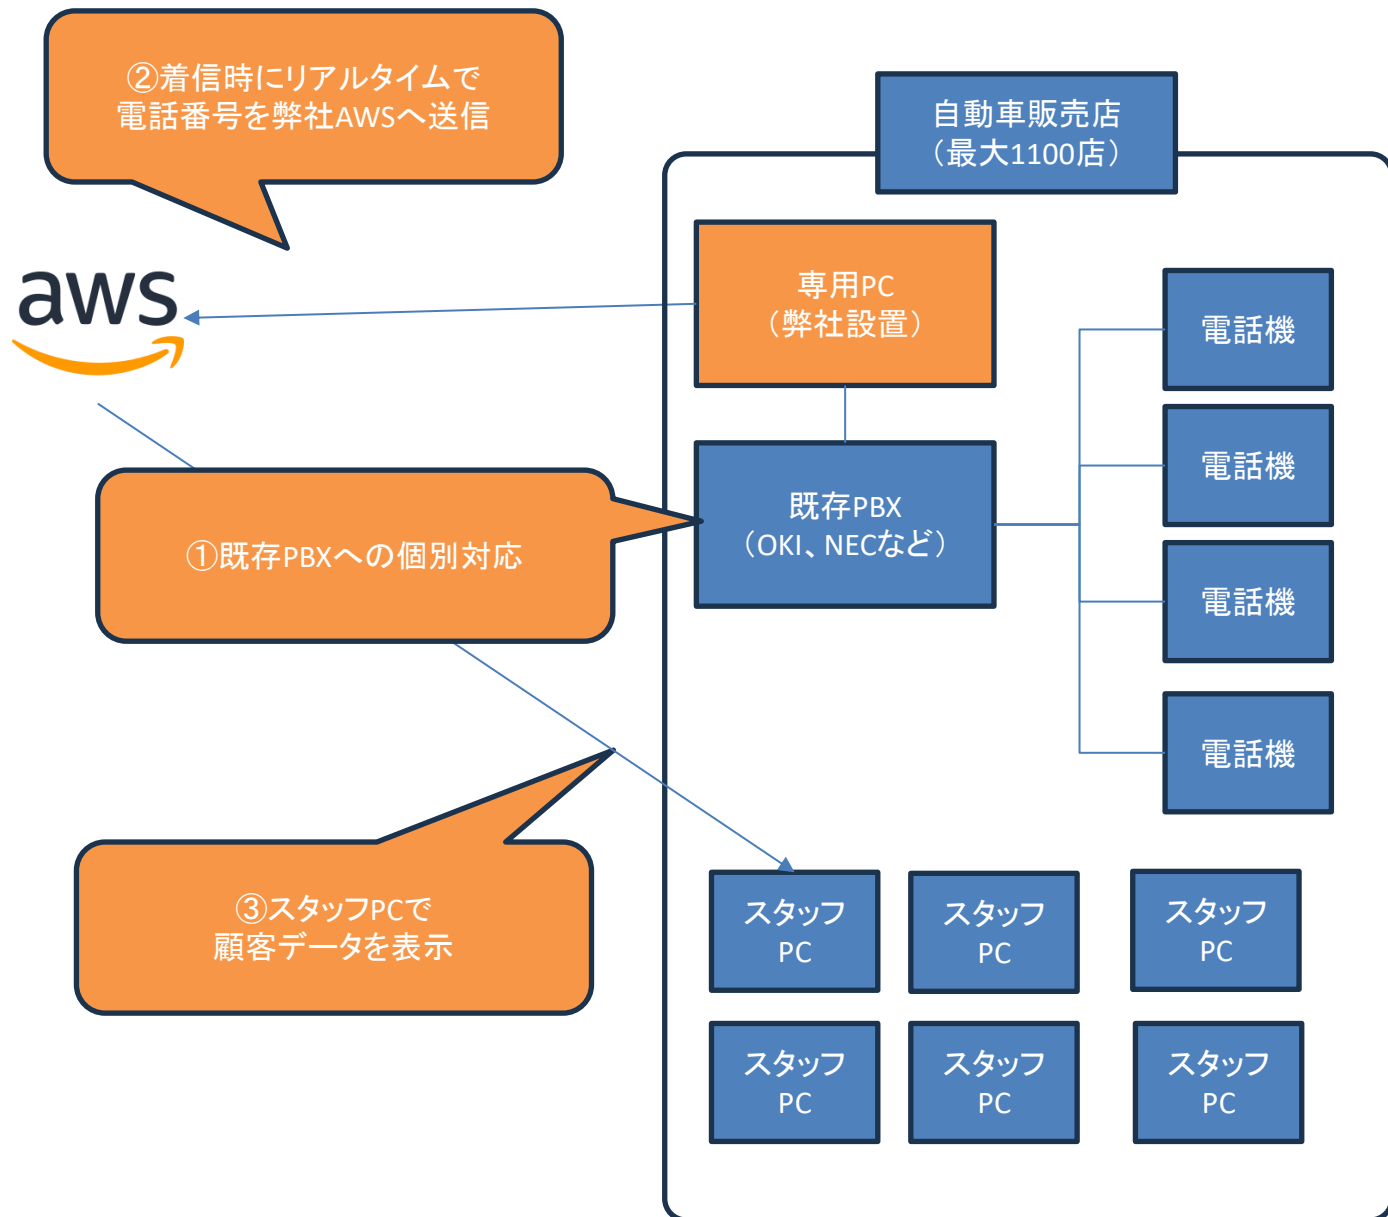 ②着信時にリアルタイムで
電話番号を弊社AWSへ送信
自動車販売店
（最大1100店）
aws
専用PC
（弊社設置）
電話機
電話機
既存PBX
（OKI、NECなど）
①既存PBXへの個別対応
電話機
電話機
③スタッフPCで
顧客データを表示
スタッフ
PC
スタッフ
PC
スタッフ
PC
スタッフ
PC
スタッフ
PC
スタッフ
PC